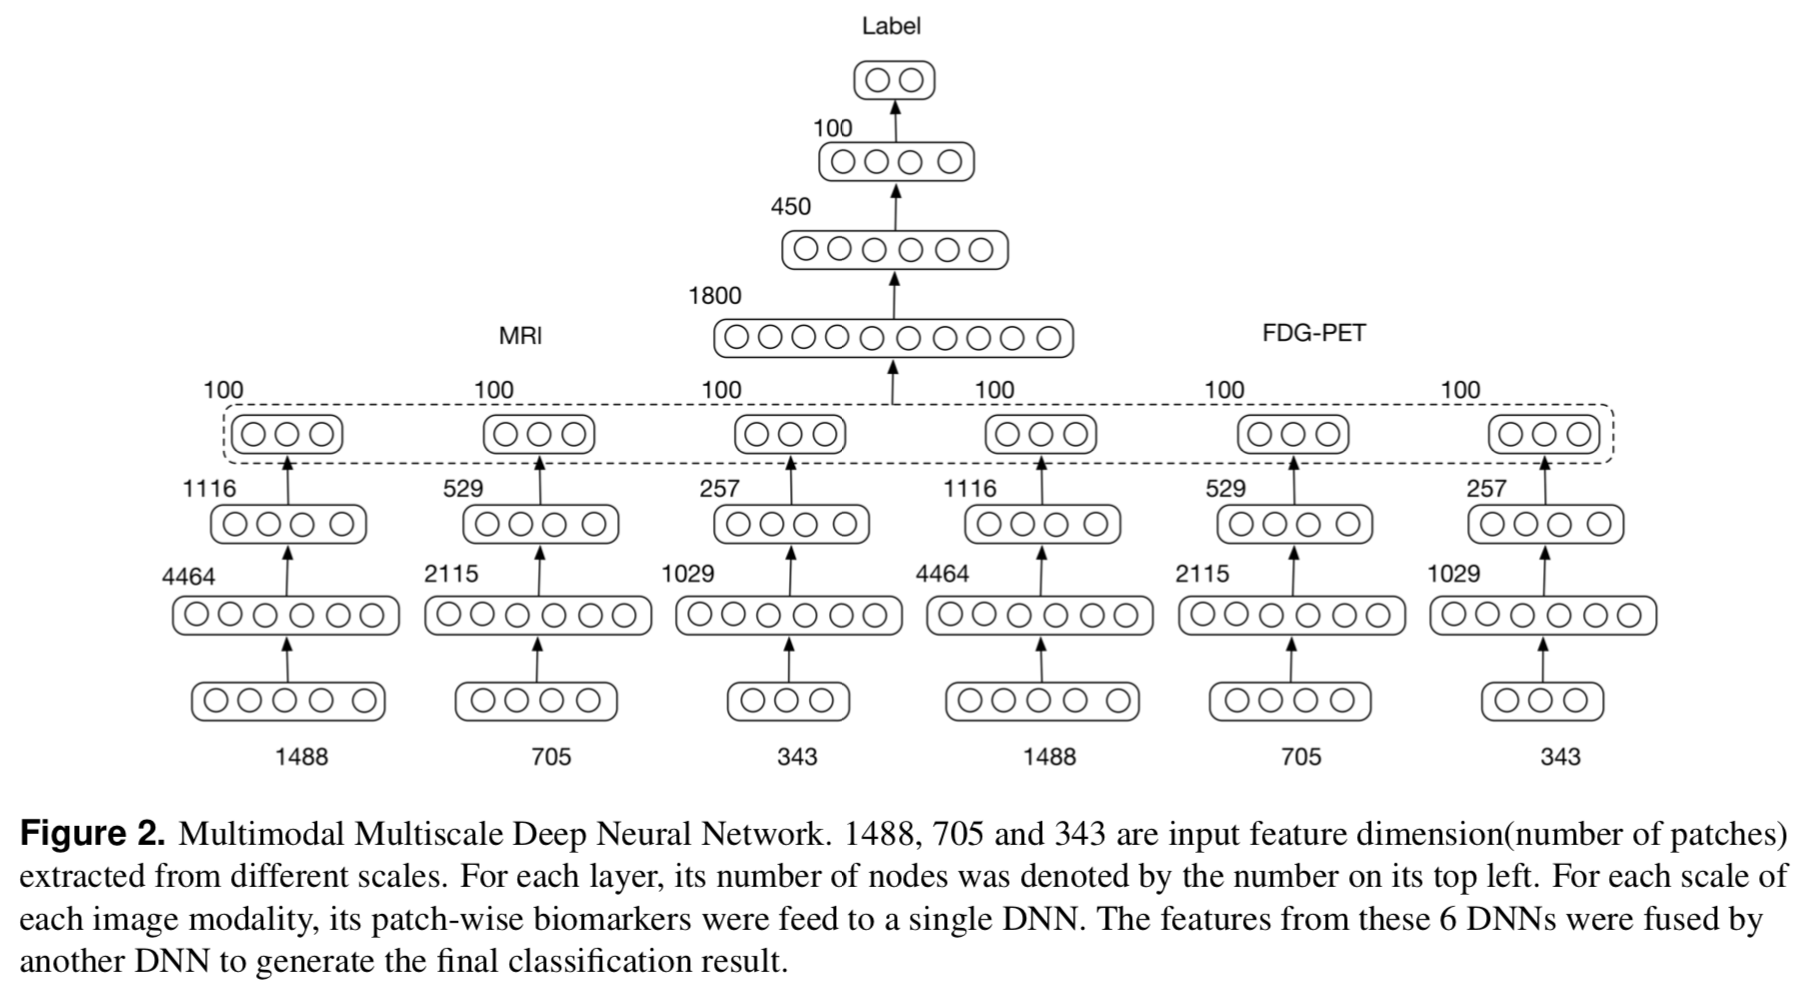 Label
100
450
1800
MRI
FDG-PET
100 100 100 100 100 100
1116 529 257 1116 529 257
4464 2115 1029 4464 2115 1029
1488 705 343 1488 705 343
Figure 2. Multimodal Multiscale Deep Neural Network. 1488, 705 and 343 are input feature dimension(number of patches)
extracted from different scales. For each layer, its number of nodes was denoted by the number on its top left. For each scale of
each image modality, its patch-wise biomarkers were feed to a single DNN. The features from these 6 DNNs were fused by
another DNN to generate the final classification result.